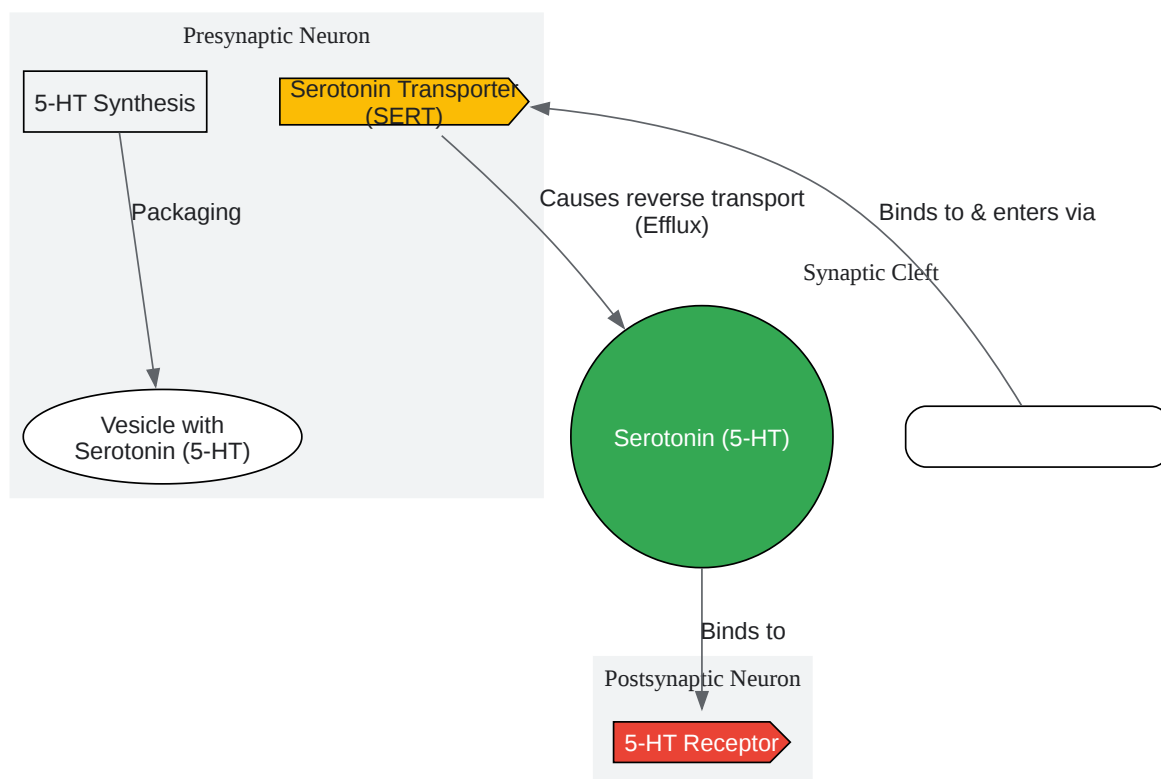 Presynaptic Neuron
5-HT Synthesis
Serotonin Transporter
(SERT)
Packaging
Causes reverse transport
(Efflux)
Binds to & enters via
Synaptic Cleft
Vesicle with
Serotonin (5-HT)
Serotonin (5-HT)
Binds to
Postsynaptic Neuron
5-HT Receptor